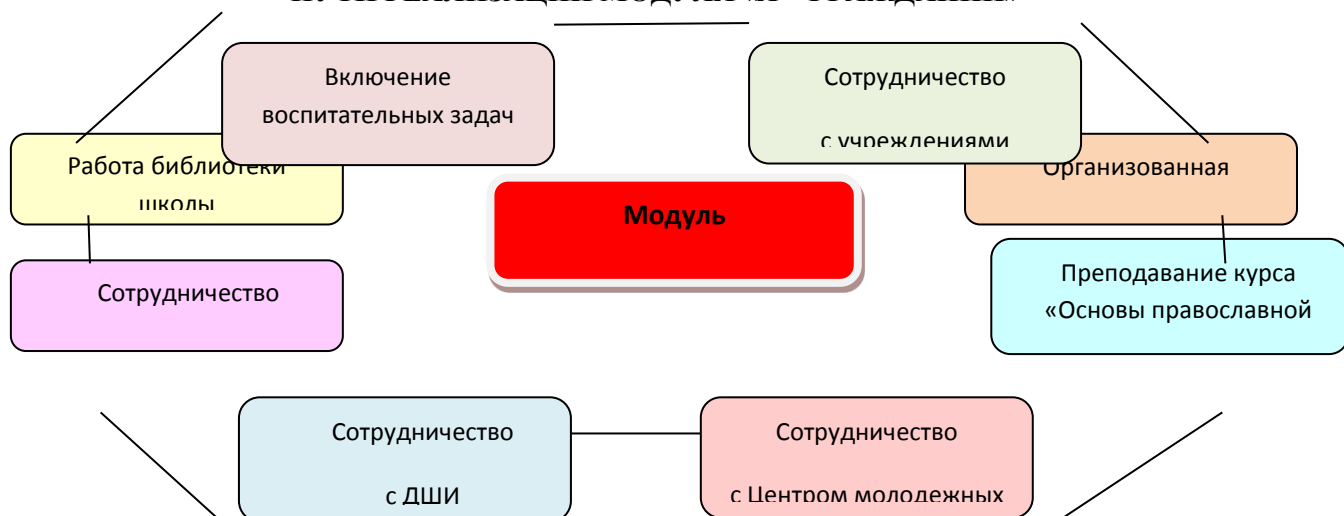 Включение
воспитательных задач
Сотрудничество
с учреждениями
Работа библиотеки
школы
Организованная
Модуль
Сотрудничество
Преподавание курса
«Основы православной
Сотрудничество
с ДШИ
Сотрудничество
с Центром молодежных